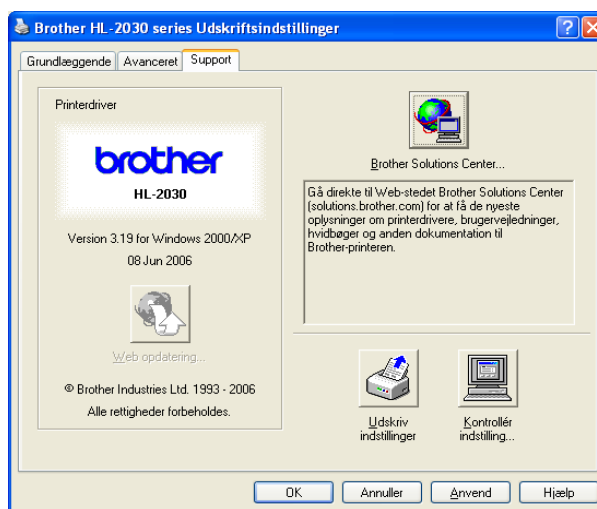 Brother HL-2030 series Udskriftsindstillinger
Grundlæggende Avanceret Support
Printerdriver
brother
HL-2030
Version 3.19 for Windows 2000/XP
08 Jun 2006
Web opdatering...
© Brother Industries Ltd. 1993 - 2006
Alle rettigheder forbeholdes.
Brother Solutions Center...
Gå direkte til Web-stedet Brother Solutions Center
(solutions.brother.com) for at få de nyeste
oplysninger om printerdrivere, brugervejledninger,
hvidbøger og anden dokumentation til
Brother-printeren.
Udskriv
indstillinger
Kontrollér
indstilling...
OK Annuller Anvend Hjælp